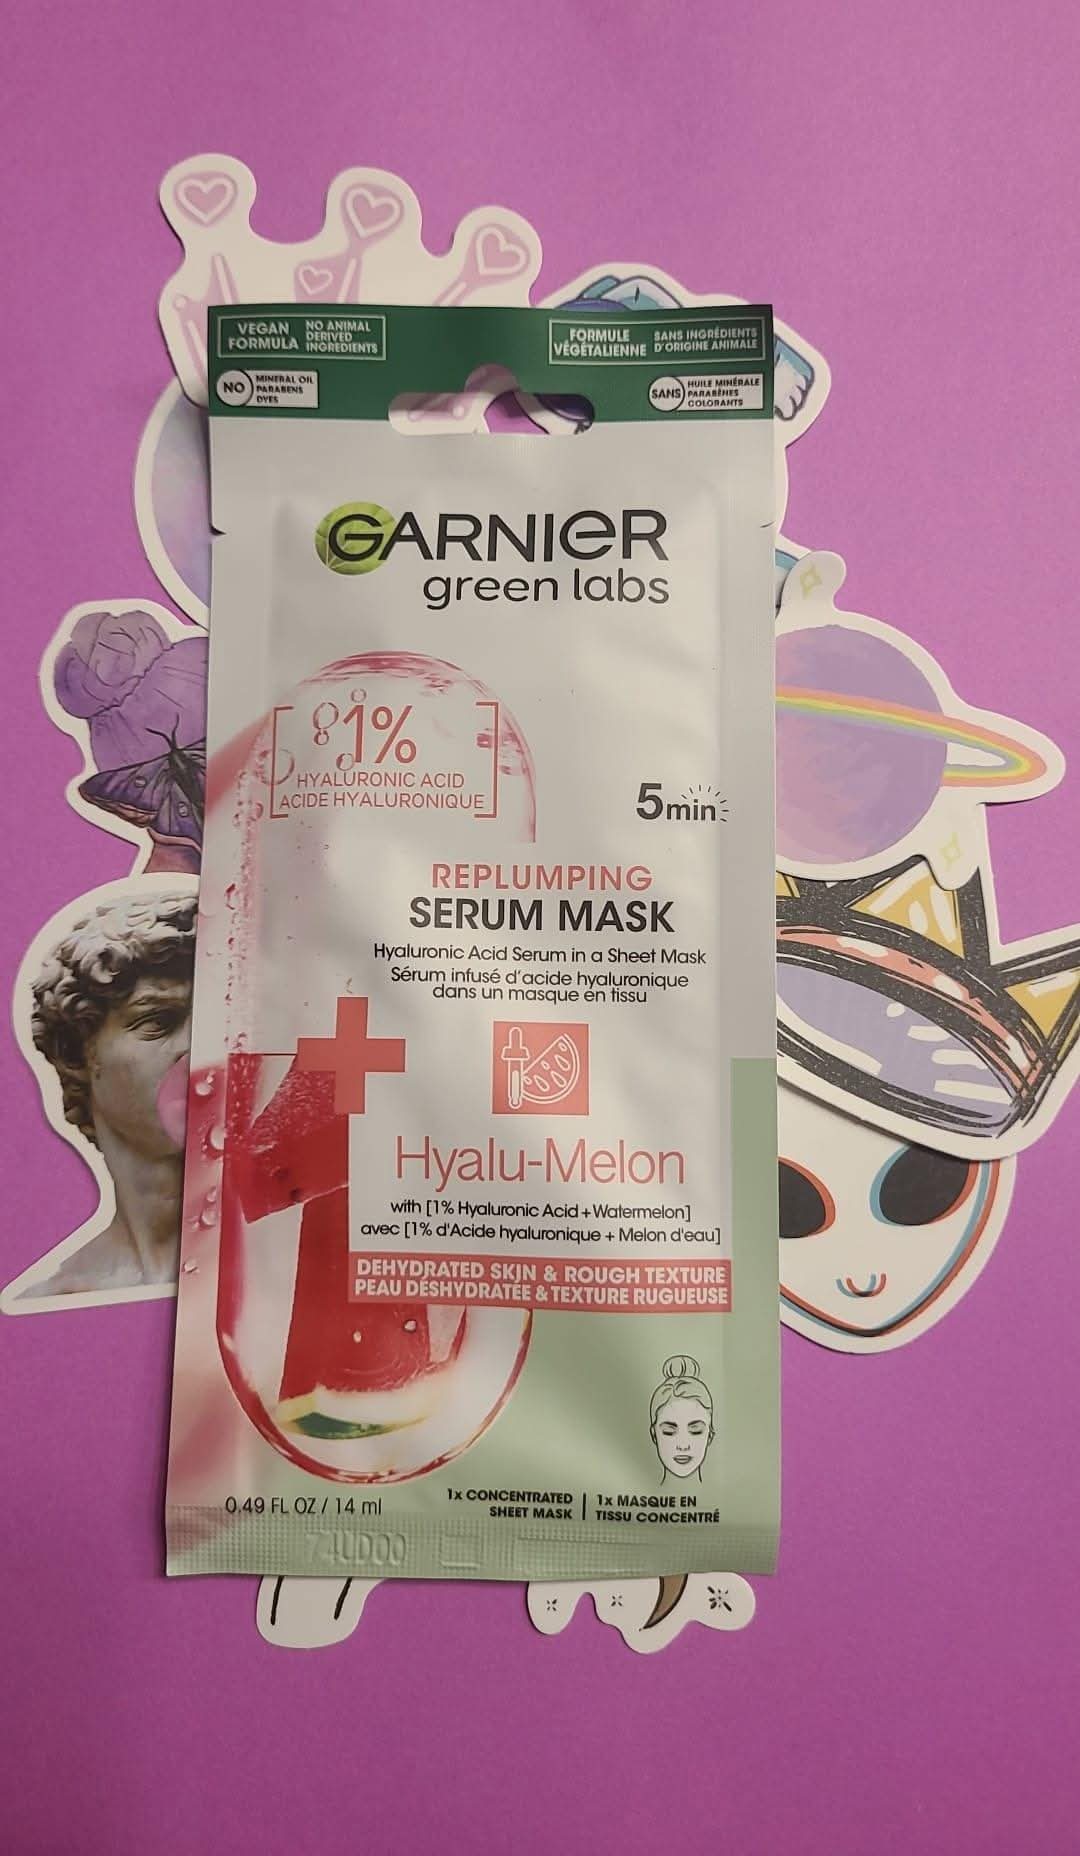 VEGAN FORMULA
NO ANIMAL DERIVED INGREDIENTS
NO
MINERAL OIL
PARABENS
DYES
FORMULE VÉGÉTALIENNE
SANS INGRÉDIENTS D'ORIGINE ANIMALE
SANS
HUILE MINÉRALE
PARABÈNES
COLORANTS
GARNIER
green labs
1%
HYALURONIC ACID
ACIDE HYALURONIQUE
5min
REPLUMPING
SERUM MASK
Hyaluronic Acid Serum in a Sheet Mask
Sérum infusé d'acide hyaluronique
dans un masque en tissu
Hyalu-Melon
with [1% Hyaluronic Acid + Watermelon]
avec [1% d'Acide hyaluronique + Melon d'eau]
DEHYDRATED SKIN & ROUGH TEXTURE
PEAU DÉSHYDRATÉE & TEXTURE RUGUEUSE
0.49 FL OZ / 14 ml
1x CONCENTRATED
SHEET MASK
1x MASQUE EN
TISSU CONCENTRÉ